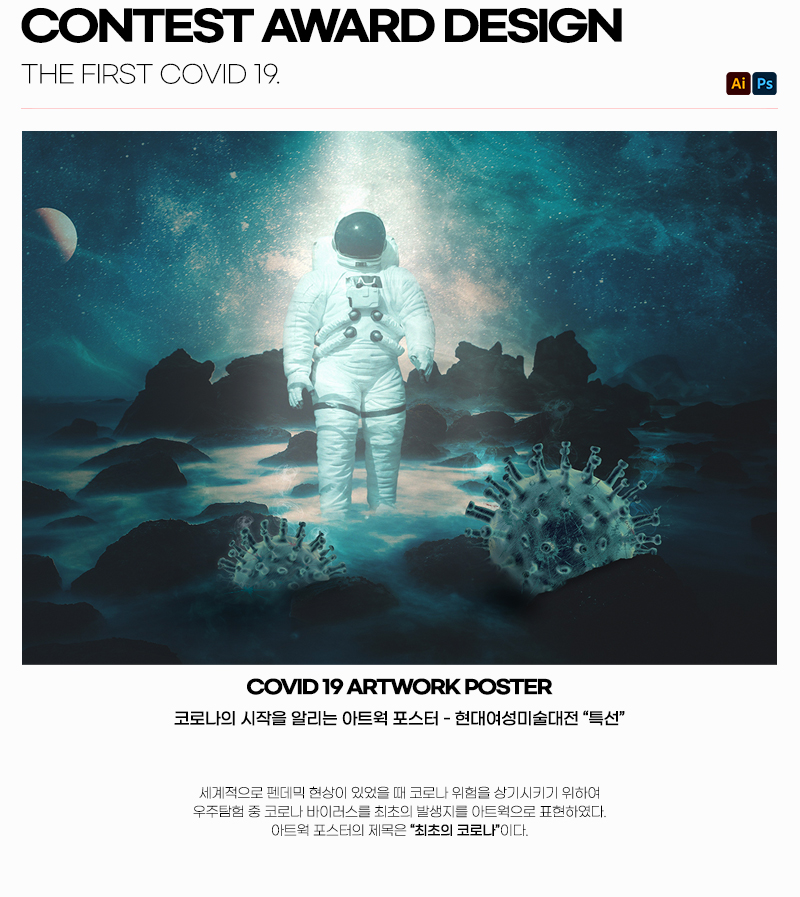 CONTEST AWARD DESIGN
THE FIRST COVID 19.
Ai Ps
COVID 19 ARTWORK POSTER
코로나의 시작을 알리는 아트웍 포스터 - 현대여성미술대전 “특선”
세계적으로 펜데믹 현상이 있었을 때 코로나 위험을 상기시키기 위하여
우주탐험 중 코로나 바이러스를 최초의 발생지를 아트웍으로 표현하였다.
아트웍 포스터의 제목은 “최초의 코로나”이다.